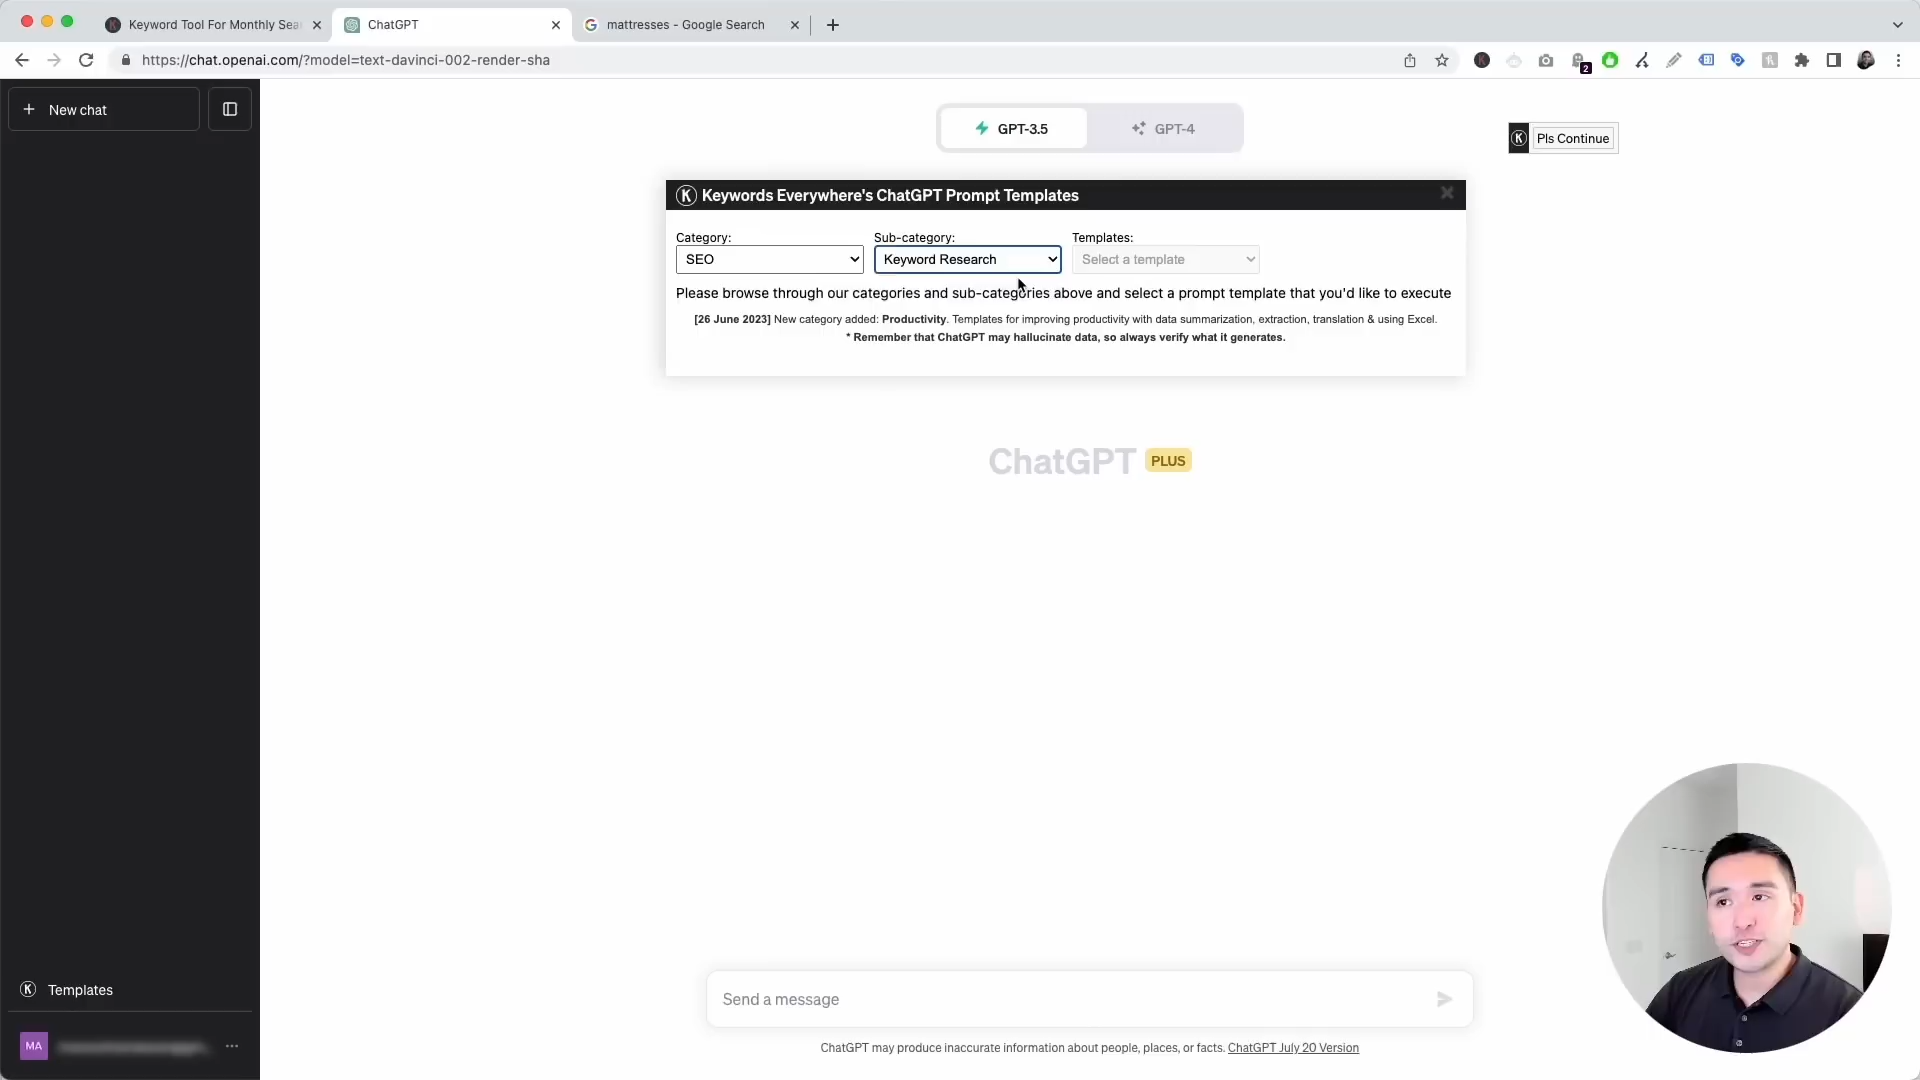 Keyword Tool For Monthly Sea
ChatGPT
mattresses - Google Search
https://chat.openai.com/?model=text-davinci-002-render-sha
2
New chat
GPT-3.5
GPT-4
K Pls Continue
K Keywords Everywhere's ChatGPT Prompt Templates
Category:
Sub-category:
Templates:
SEO
Keyword Research
Select a template
Please browse through our categories and sub-categories above and select a prompt template that you'd like to execute
[26 June 2023] New category added: Productivity. Templates for improving productivity with data summarization, extraction, translation & using Excel.
* Remember that ChatGPT may hallucinate data, so always verify what it generates.
ChatGPT PLUS
K Templates
Send a message
MA
ChatGPT may produce inaccurate information about people, places, or facts. ChatGPT July 20 Version